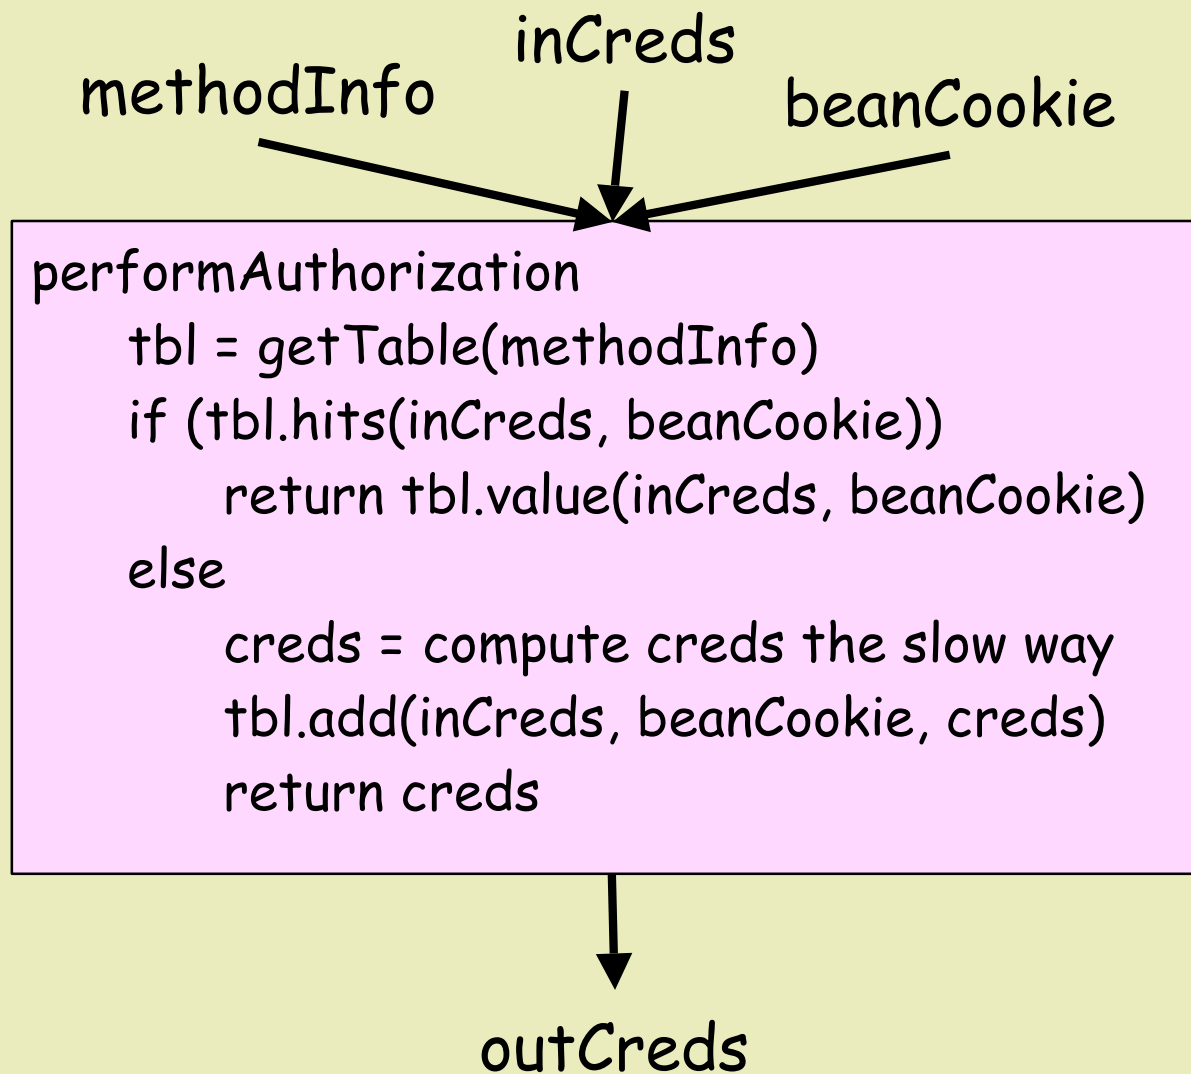 inCreds
methodInfo
beanCookie
performAuthorization
tbl = getTable(methodInfo)
if (tbl.hits(inCreds, beanCookie))
return tbl.value(inCreds, beanCookie)
else
creds = compute creds the slow way
tbl.add(inCreds, beanCookie, creds)
return creds
outCreds